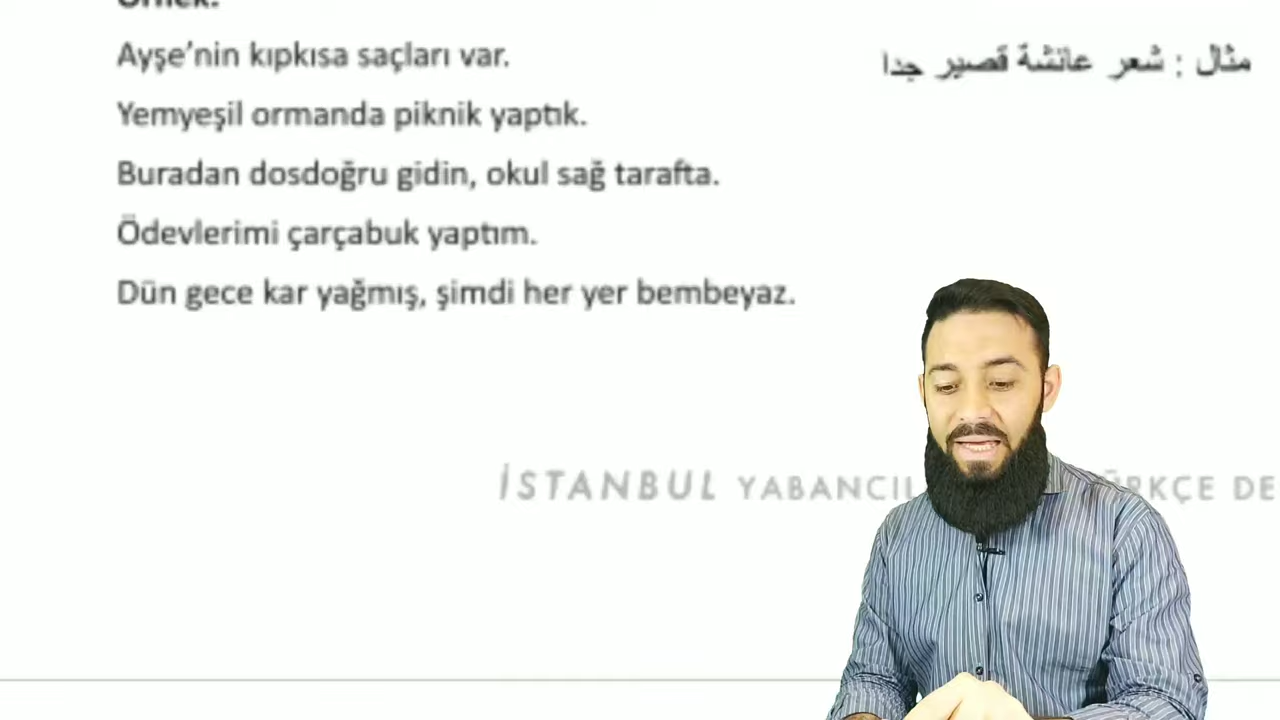 Örnek:
Ayşe’nin kıpkısa saçları var.
مثال : شعر عائشة قصير جدا
Yemyeşil ormanda piknik yaptık.
Buradan dosdoğru gidin, okul sağ tarafta.
Ödevlerimi çarçabuk yaptım.
Dün gece kar yağmış, şimdi her yer bembeyaz.
İSTANBUL